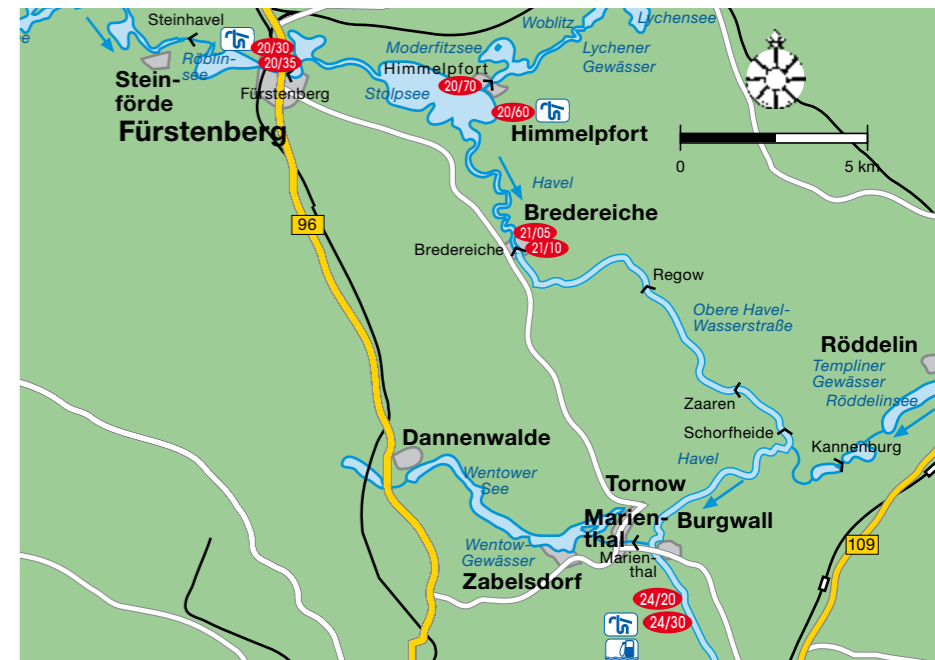 Steinhavel
Woblitz
Lychensee
ee
20/30
Röblin-
see
20/35
Moderfitzsee
Lychener
Gewässer
Himmelpfort
Stein-
förde
Fürstenberg
Stolpsee
20/70
20/60
Fürstenberg
Himmelpfort
0
5 km
Havel
Bredereiche
96
21/05
Bredereiche
21/10
Regow
Obere Havel-
Wasserstraße
Röddelin
Templiner
Gewässer
Röddelinsee
Zaaren
Schorfheide
Kannenburg
Dannenwalde
Havel
Wentower
See
Tornow
Marien-
thal
Burgwall
Wentow-
Gewässer
Marien-
thal
109
Zabelsdorf
24/20
24/30